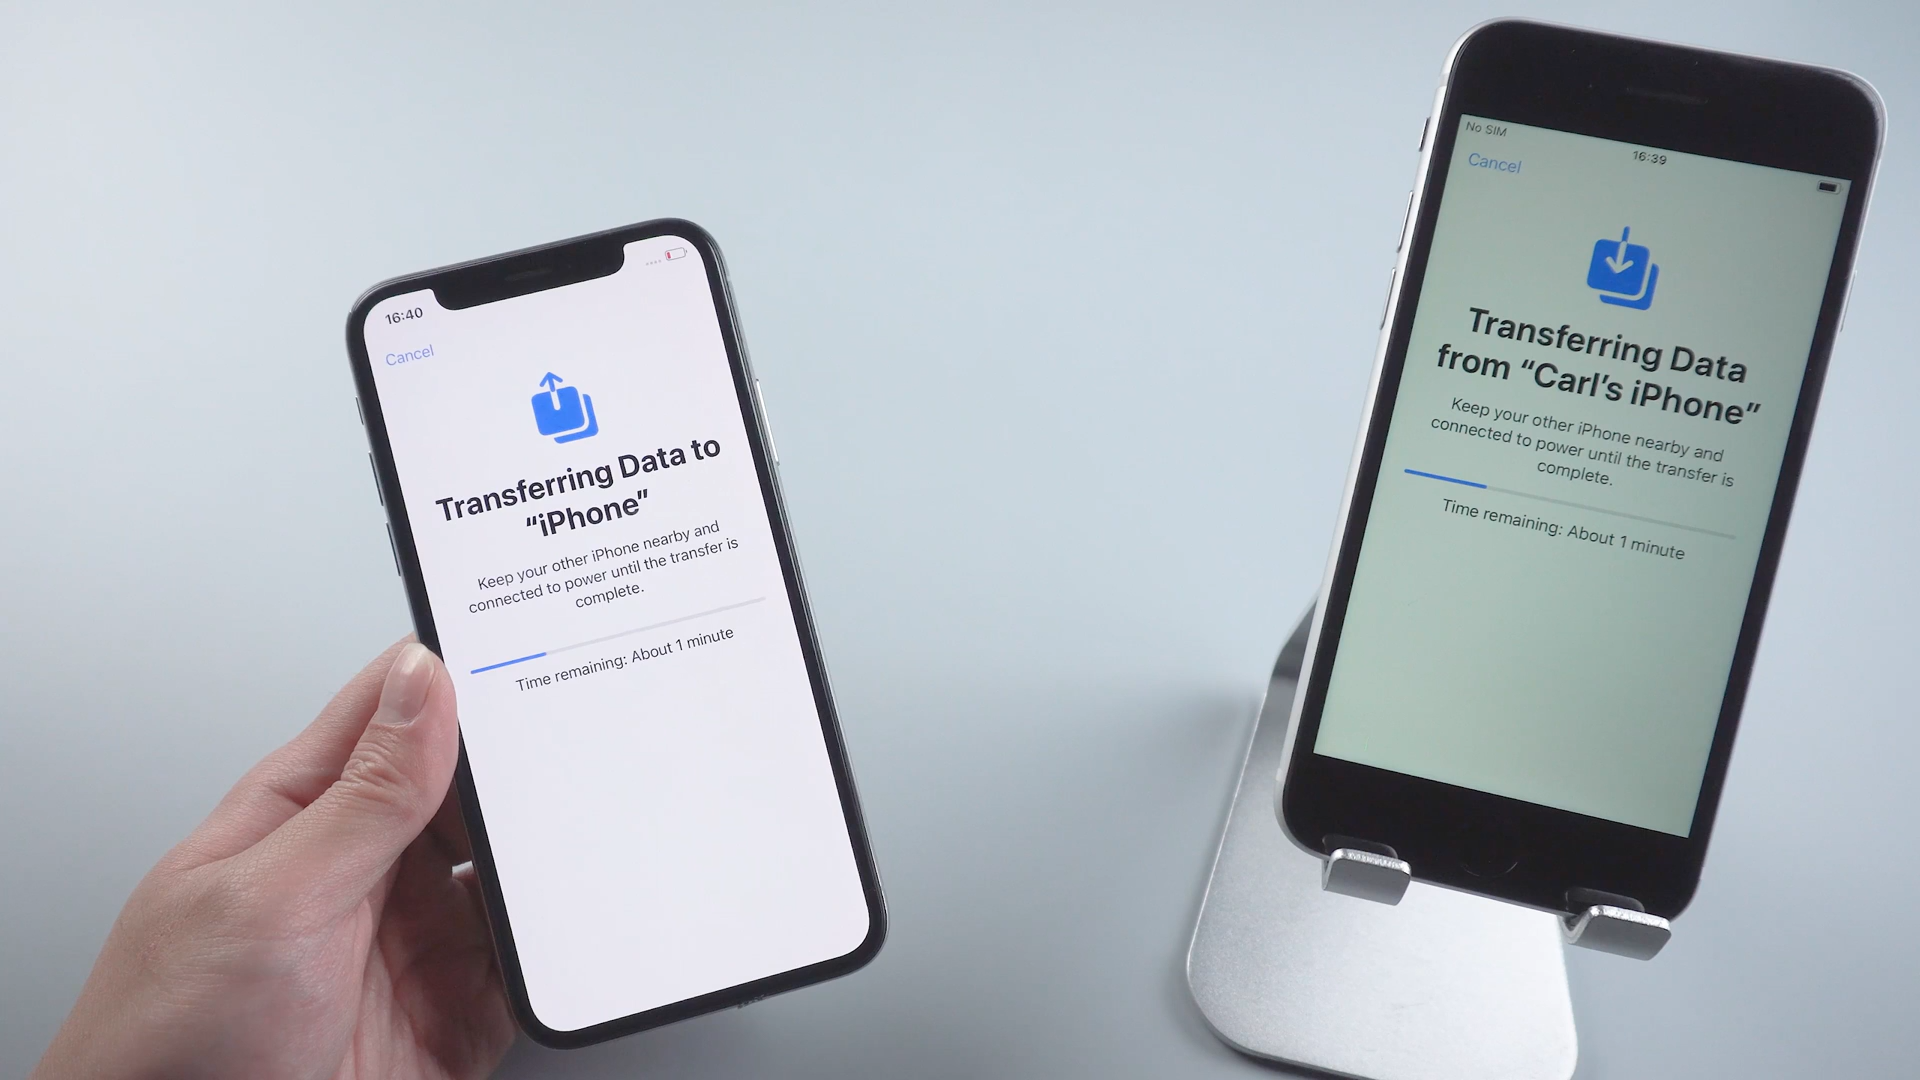 16:40
Cancel
Transferring Data to
“iPhone”
Keep your other iPhone nearby and
connected to power until the transfer is
complete.
Time remaining: About 1 minute
No SIM
16:39
Cancel
Transferring Data
from “Carl’s iPhone”
Keep your other iPhone nearby and
connected to power until the transfer is
complete.
Time remaining: About 1 minute